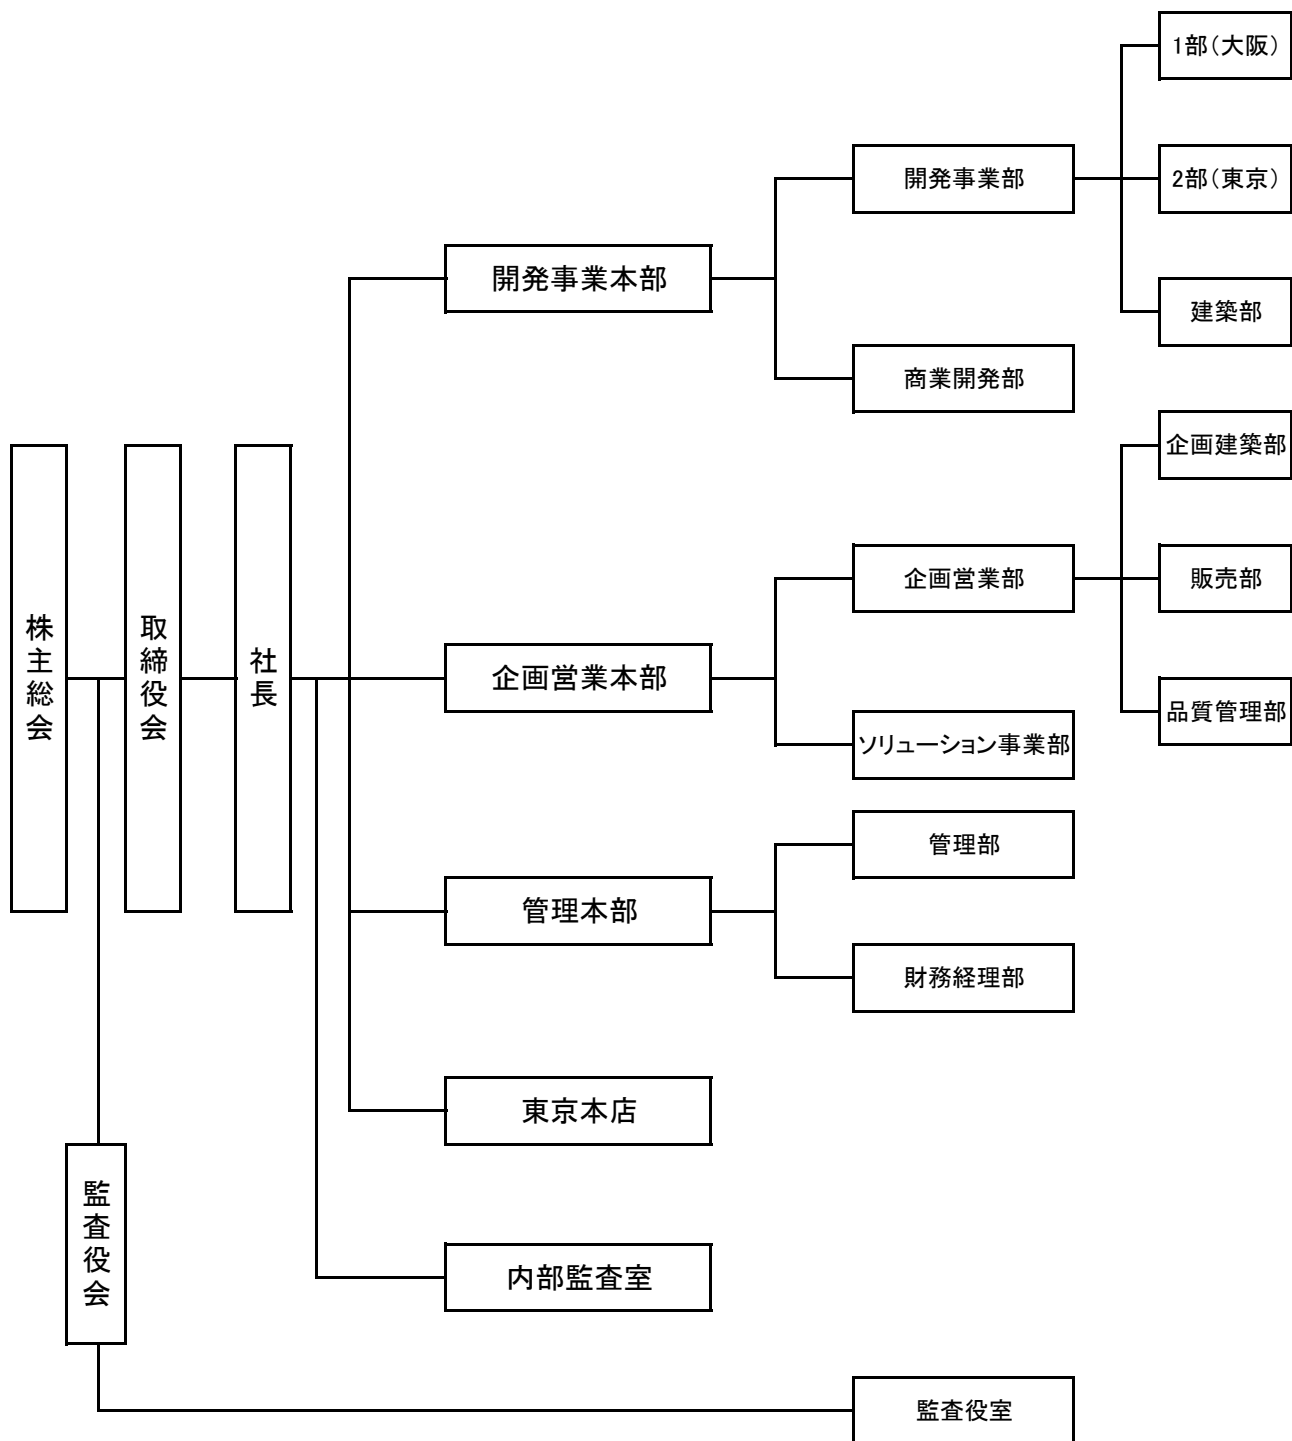 株主総会
取締役会
社長
監査役会
開発事業本部
開発事業部
1部（大阪）
2部（東京）
建築部
商業開発部
企画営業本部
企画営業部
企画建築部
販売部
品質管理部
ソリューション事業部
管理本部
管理部
財務経理部
東京本店
内部監査室
監査役室